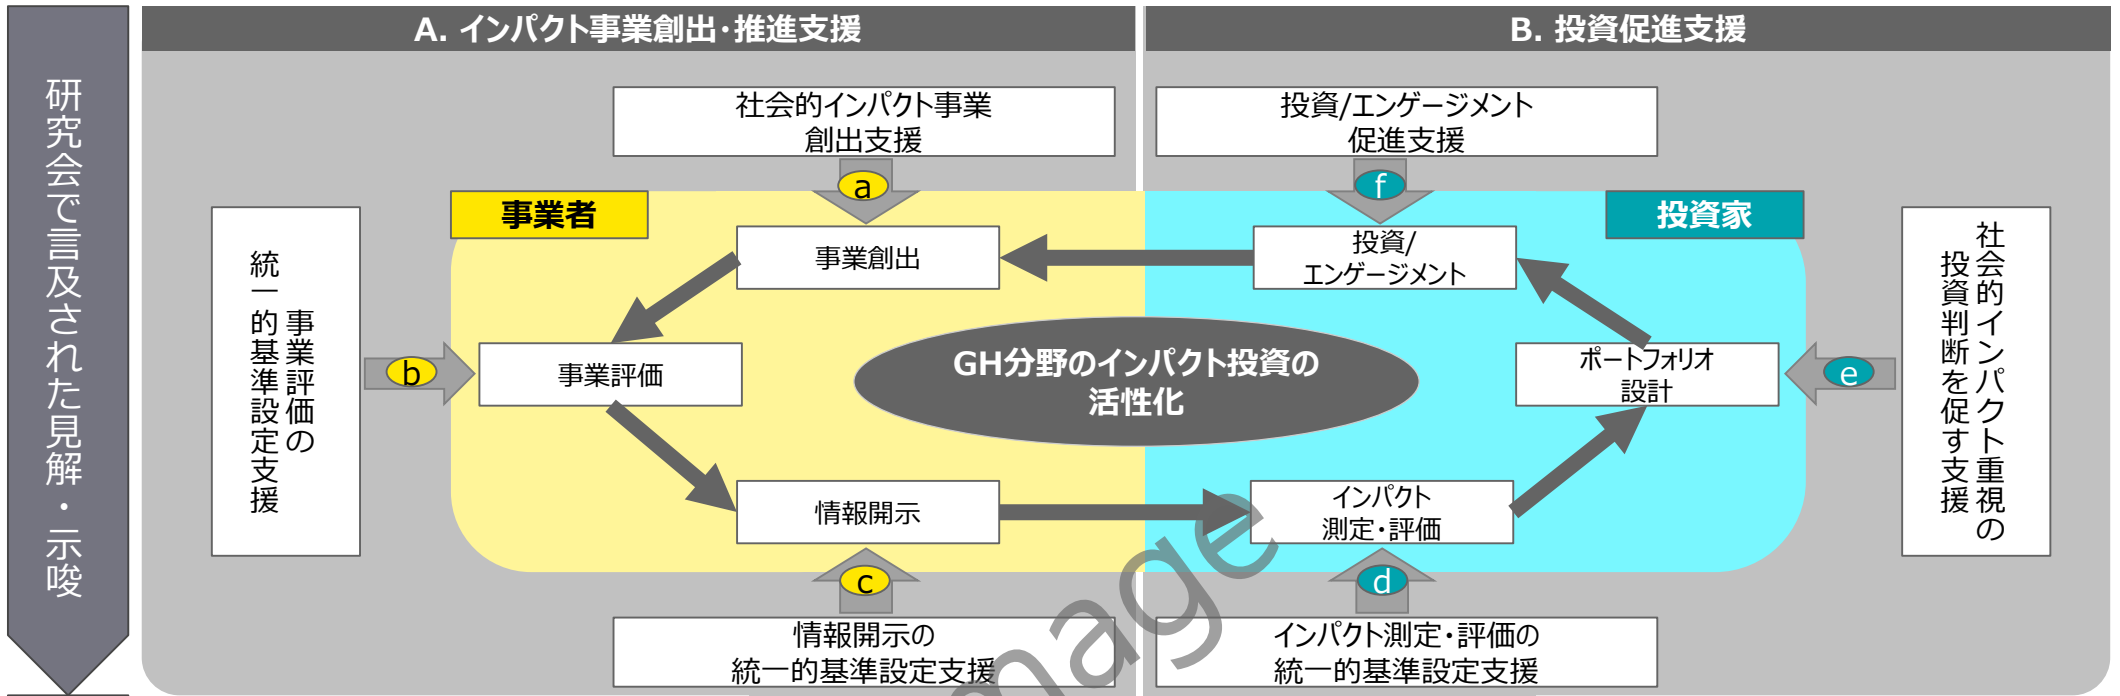 研究会で言及された見解・示唆
A. インパクト事業創出・推進支援
B. 投資促進支援
社会的インパクト事業
創出支援
投資/エンゲージメント
促進支援
a
f
事業者
投資家
事業評価の
統一的基準設定支援
b
事業創出
投資/
エンゲージメント
事業評価
GH分野のインパクト投資の
活性化
ポートフォリオ
設計
e
社会的インパクト重視の
投資判断を促す支援
情報開示
インパクト
測定・評価
c
d
情報開示の
統一的基準設定支援
インパクト測定・評価の
統一的基準設定支援
mage